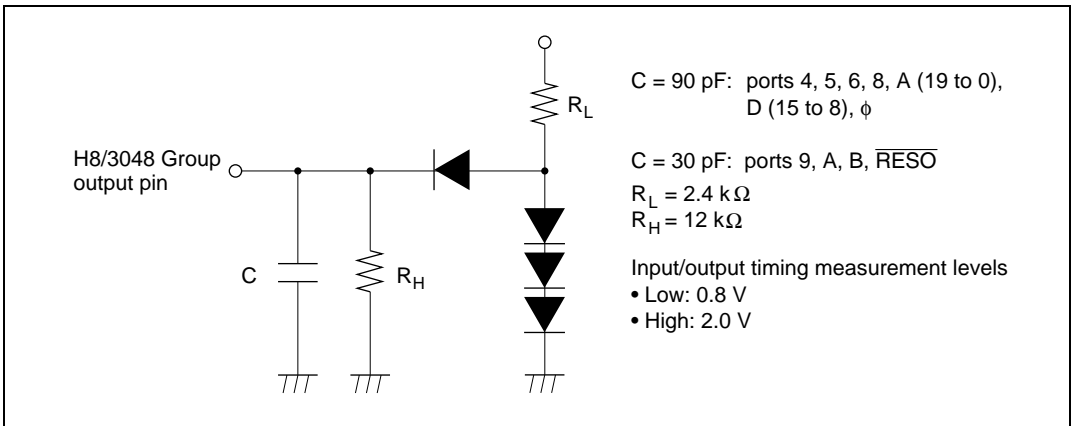 C = 90 pF: ports 4, 5, 6, 8, A (19 to 0),
D (15 to 8), ϕ
R_L
H8/3048 Group
output pin
C = 30 pF: ports 9, A, B, R̅E̅S̅O̅
R_L = 2.4 kΩ
R_H = 12 kΩ
C
R_H
Input/output timing measurement levels
• Low: 0.8 V
• High: 2.0 V